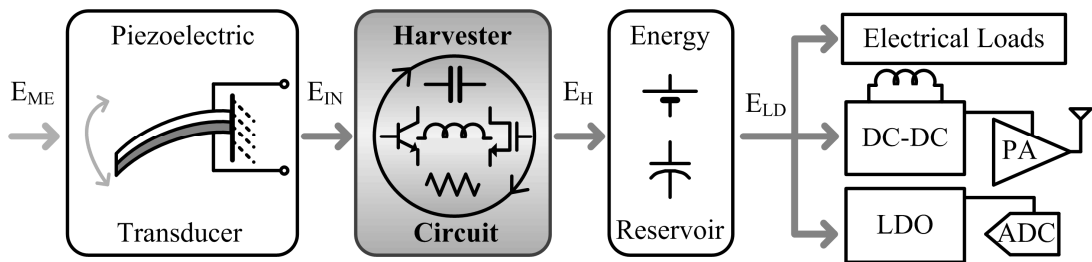 E_ME
Piezoelectric
Transducer
E_IN
Harvester
Circuit
E_H
Energy
Reservoir
E_LD
Electrical Loads
DC-DC
PA
LDO
ADC